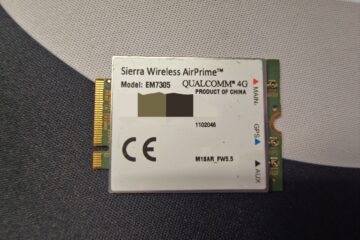 Sierra Wireless AirPrime™
Model: EM7305 QUALCOMM® 4G
PRODUCT OF CHINA
1102046
CE
M18AR_FW5.5
MAIN
GPS
AUX